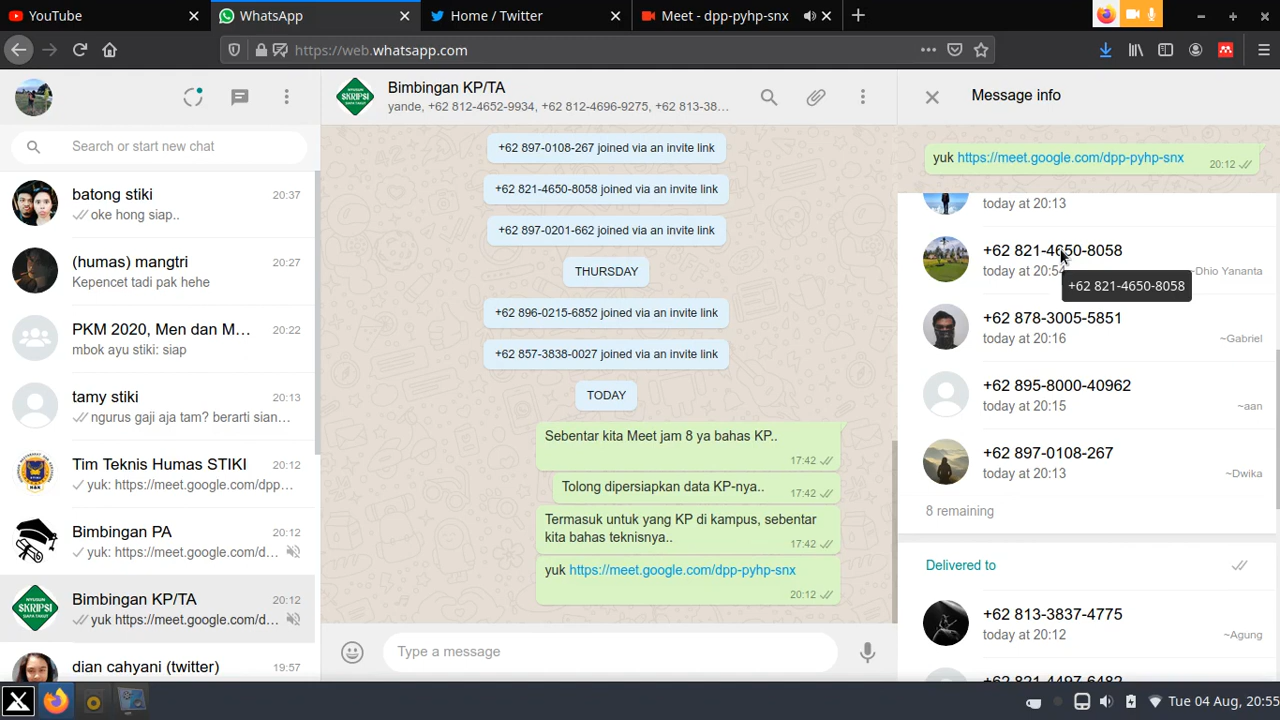 YouTube
WhatsApp
Home / Twitter
Meet - dpp-pyhp-snx
https://web.whatsapp.com
Search or start new chat
batong stiki
20:37
oke hong siap..
(humas) mangtri
20:27
Kepencet tadi pak hehe
PKM 2020, Men dan M...
20:22
mbok ayu stiki: siap
tamy stiki
20:13
ngurus gaji aja tam? berarti sian...
Tim Teknis Humas STIKI
20:12
yuk: https://meet.google.com/dpp...
Bimbingan PA
20:12
yuk: https://meet.google.com/d...
Bimbingan KP/TA
20:12
yuk https://meet.google.com/d...
dian cahyani (twitter)
19:57
SKRIPSI
Bimbingan KP/TA
yande, +62 812-4652-9934, +62 812-4696-9275, +62 813-38...
+62 897-0108-267 joined via an invite link
+62 821-4650-8058 joined via an invite link
+62 897-0201-662 joined via an invite link
THURSDAY
+62 896-0215-6852 joined via an invite link
+62 857-3838-0027 joined via an invite link
TODAY
Sebentar kita Meet jam 8 ya bahas KP..
17:42
Tolong dipersiapkan data KP-nya..
17:42
Termasuk untuk yang KP di kampus, sebentar
kita bahas teknisnya..
17:42
yuk https://meet.google.com/dpp-pyhp-snx
20:12
Type a message
Message info
yuk https://meet.google.com/dpp-pyhp-snx
20:12
today at 20:13
+62 821-4650-8058
today at 20:54
~Dhio Yananta
+62 821-4650-8058
+62 878-3005-5851
today at 20:16
~Gabriel
+62 895-8000-40962
today at 20:15
~aan
+62 897-0108-267
today at 20:13
~Dwika
8 remaining
Delivered to
+62 813-3837-4775
today at 20:12
~Agung
+62 821-4497-6482
Tue 04 Aug, 20:55